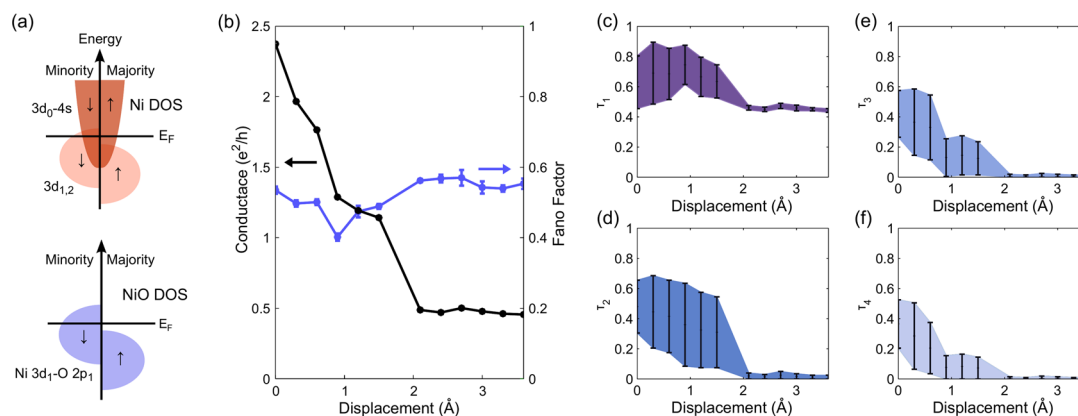 (a)
Energy
Minority
Majority
3d0-4s
↓
↑
Ni DOS
EF
↓
↑
3d1,2
Minority
Majority
NiO DOS
EF
↓
↑
Ni 3d1-O 2p1
(b)
2.5
2
1.5
1
0.5
0
Conductace (e²/h)
1
0.8
0.6
0.4
0.2
0
Fano Factor
0
1
2
3
Displacement (Å)
(c)
1
0.8
0.6
0.4
0.2
0
τ1
0
1
2
3
Displacement (Å)
(d)
1
0.8
0.6
0.4
0.2
0
τ2
0
1
2
3
Displacement (Å)
(e)
1
0.8
0.6
0.4
0.2
0
τ3
0
1
2
3
Displacement (Å)
(f)
1
0.8
0.6
0.4
0.2
0
τ4
0
1
2
3
Displacement (Å)